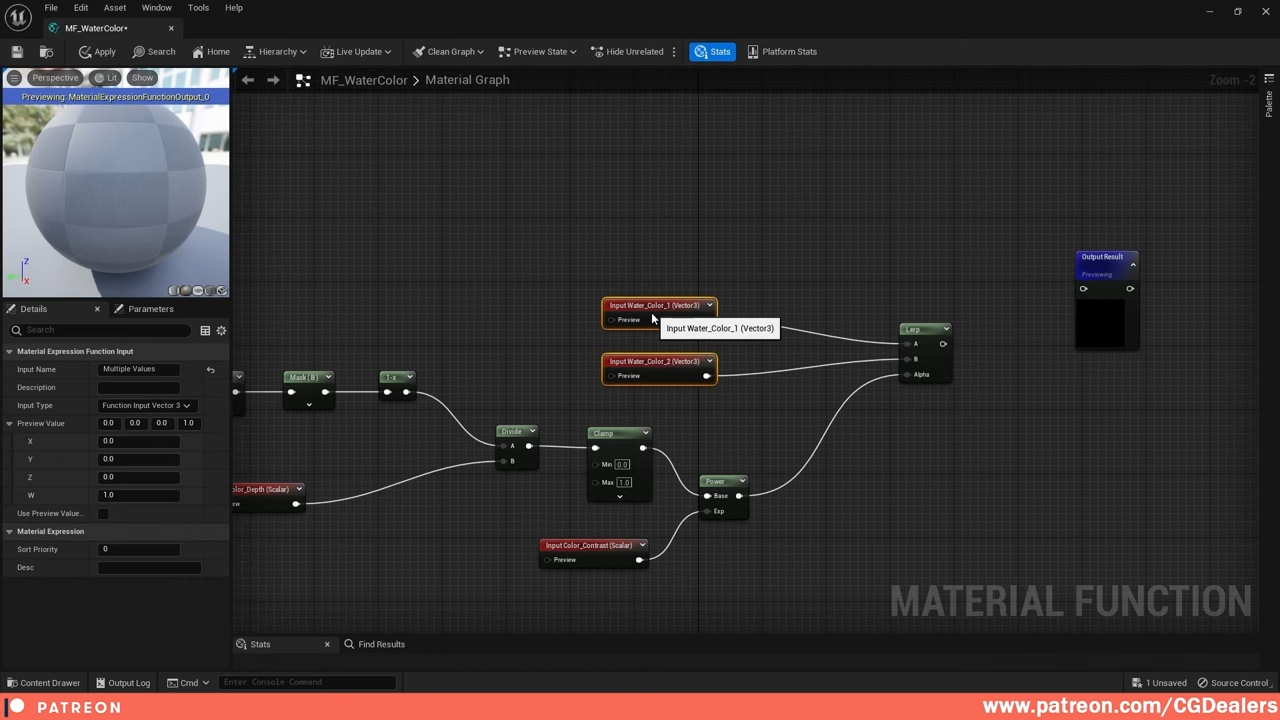 File Edit Asset Window Tools Help
MF_WaterColor*
Apply Search Home Hierarchy Live Update Clean Graph Preview State Hide Unrelated Stats Platform Stats
Perspective Lit Show
MF_WaterColor Material Graph
Zoom -2
Palette
Previewing: MaterialExpressionFunctionOutput_0
Z
X
Details Parameters
Search
Material Expression Function Input
Input Name Multiple Values
Description
Input Type Function Input Vector 3
Preview Value 0.0 0.0 0.0 1.0
X 0.0
Y 0.0
Z 0.0
W 1.0
Use Preview Value...
Material Expression
Sort Priority 0
Desc
Output Result
Previewing
Input Water_Color_1 (Vector3)
Preview
Input Water_Color_1 (Vector3)
Lerp
A
B
Alpha
Input Water_Color_2 (Vector3)
Preview
Mask ( B )
1-x
Divide
A
B
Clamp
Min 0.0
Max 1.0
Power
Base
Exp
olor_Depth (Scalar)
ew
Input Color_Contrast (Scalar)
Preview
MATERIAL FUNCTION
Stats Find Results
Content Drawer Output Log Cmd Enter Console Command 1 Unsaved Source Control
PATREON www.patreon.com/CGDealers